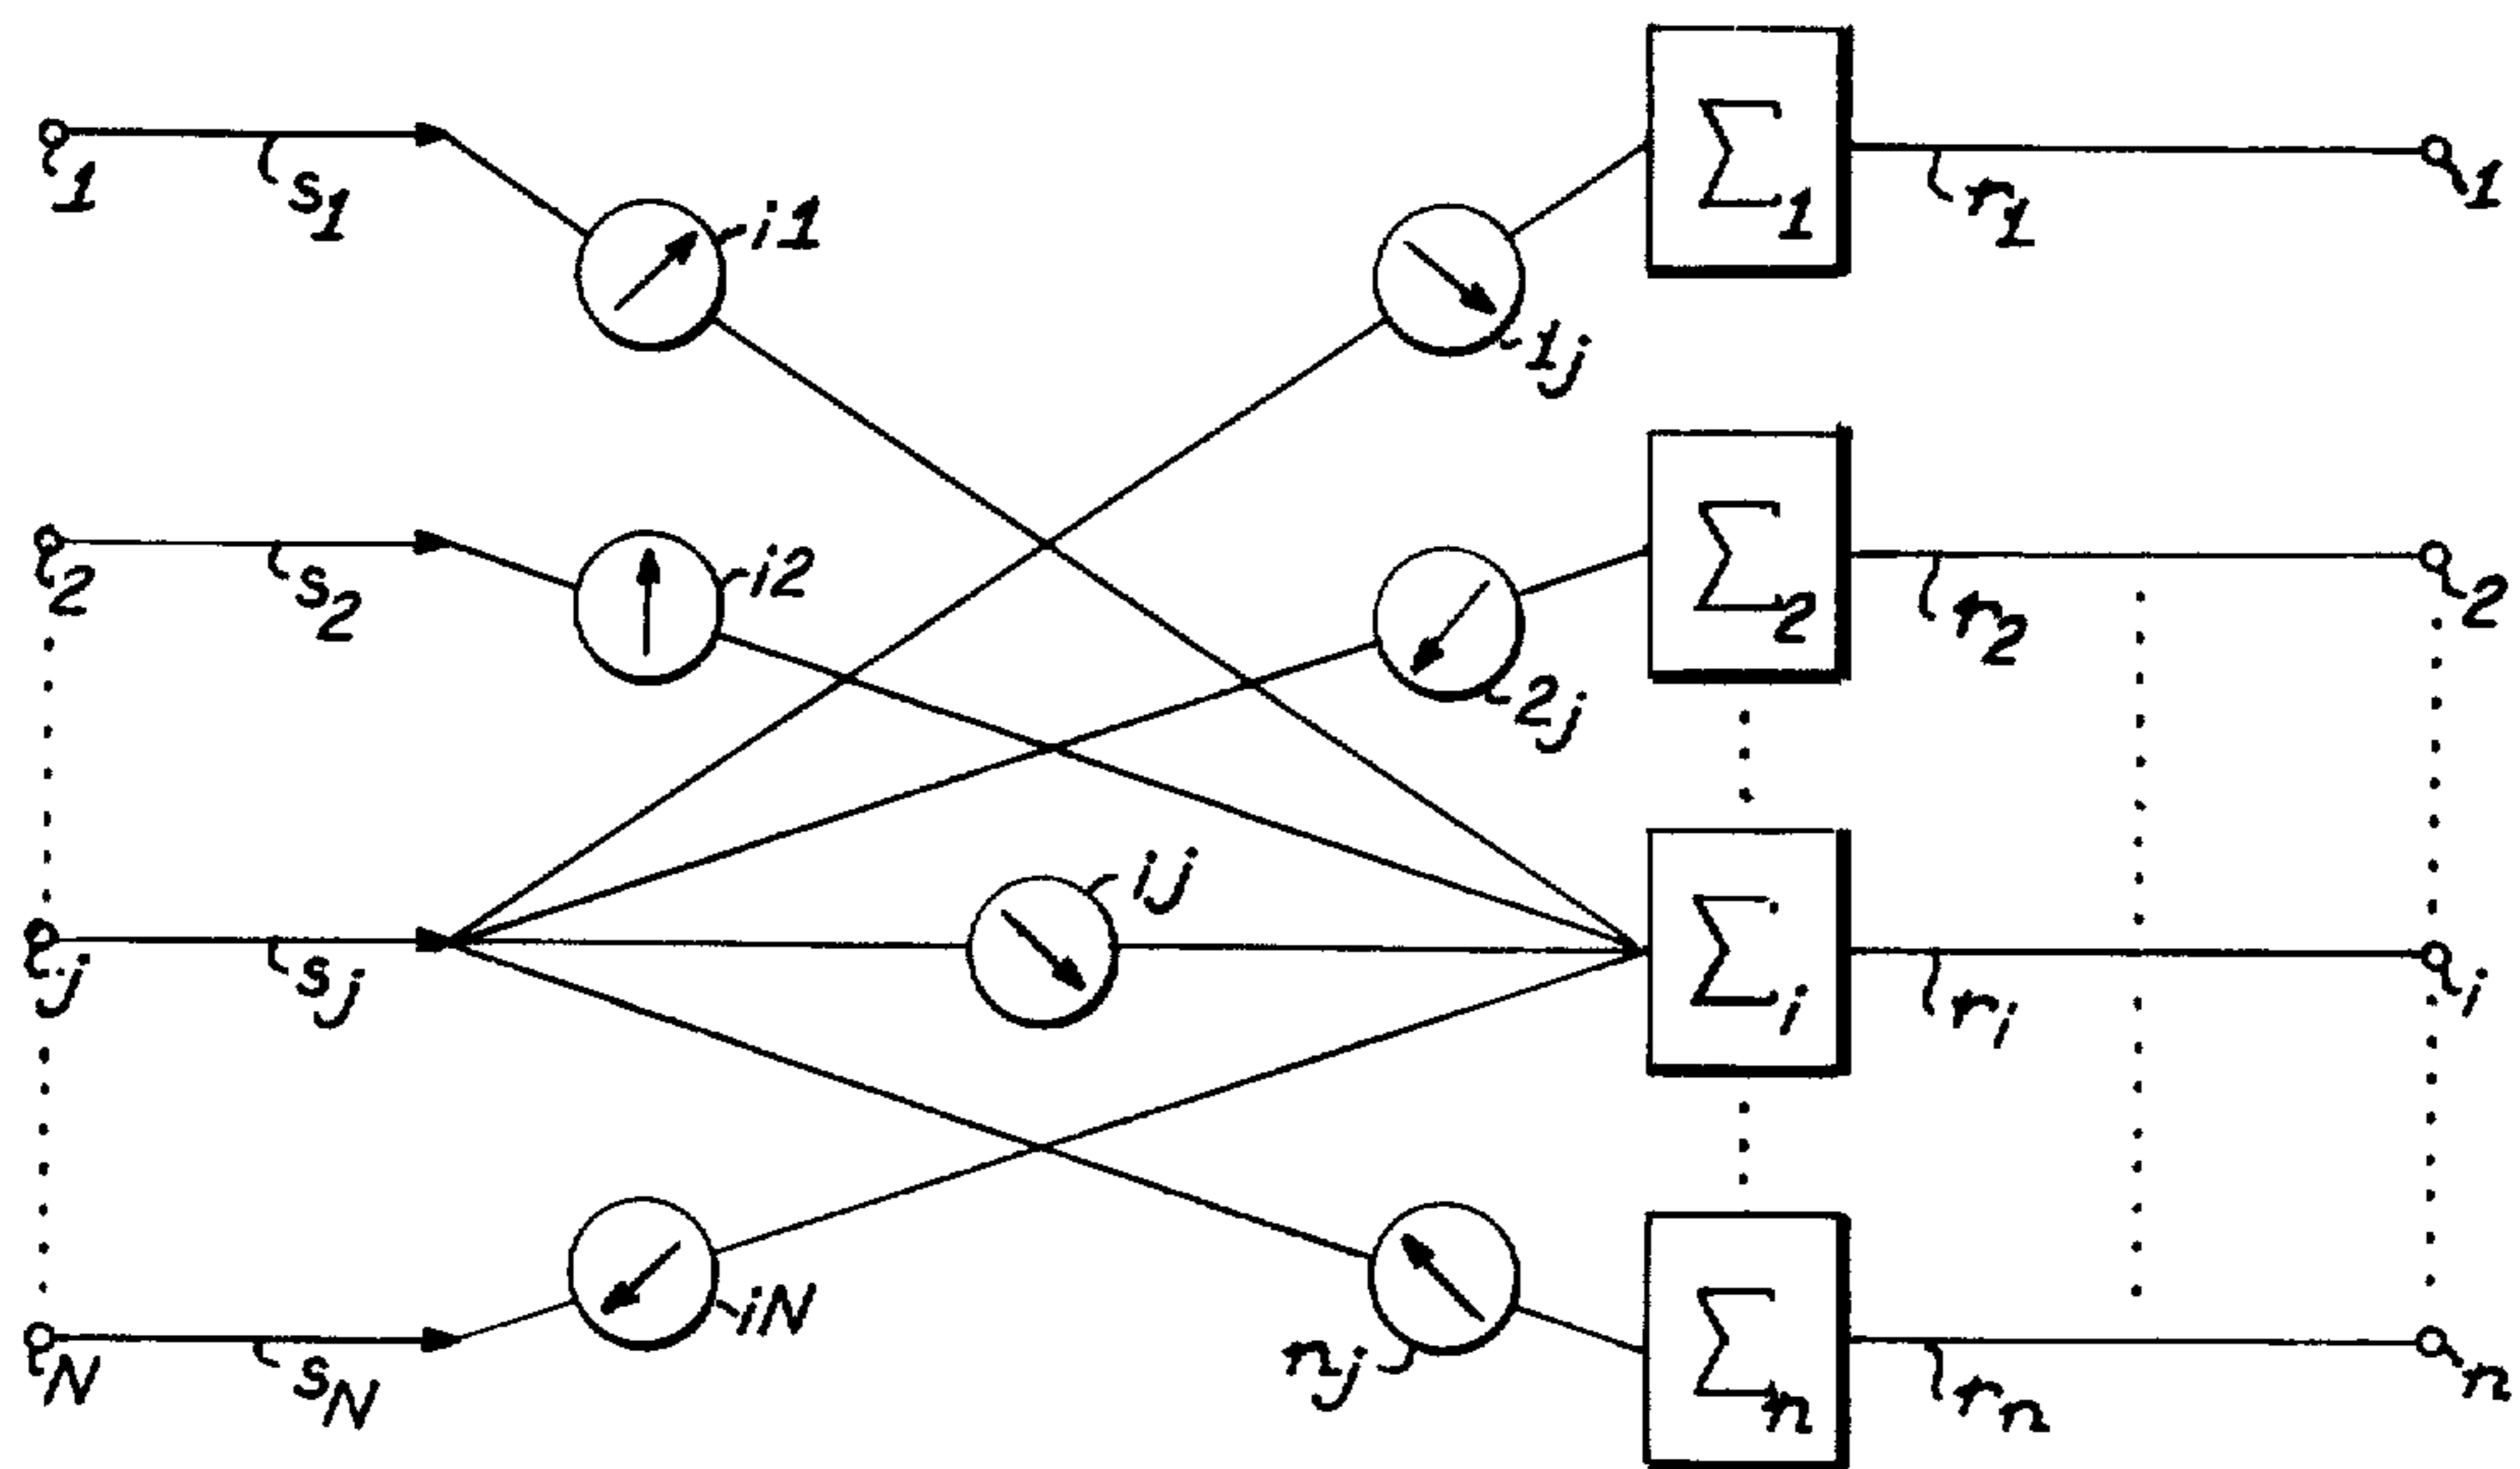 1 s1 i1 1j Σ1 r1 1
2 s2 i2 2j Σ2 r2 2
j sj ij Σi ri i
N sN iN nj Σn rn n